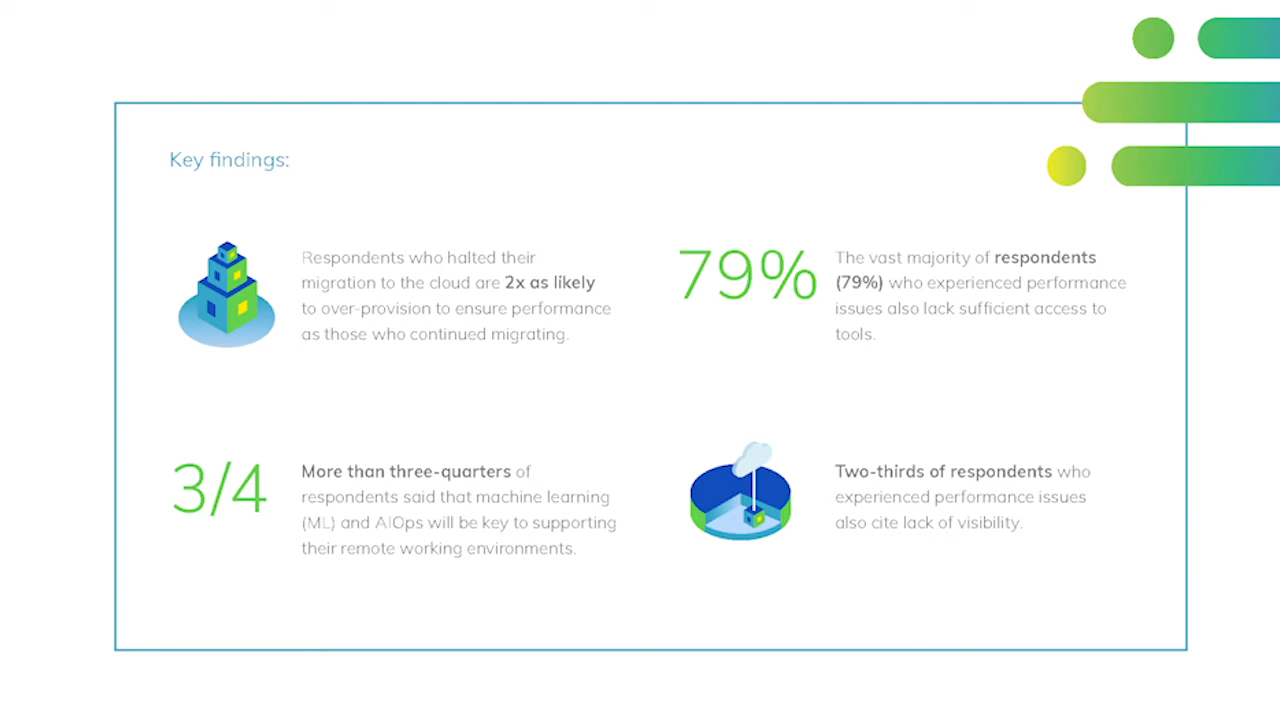 Key findings:
Respondents who halted their
migration to the cloud are 2x as likely
to over-provision to ensure performance
as those who continued migrating.
79%
The vast majority of respondents
(79%) who experienced performance
issues also lack sufficient access to
tools.
3/4
More than three-quarters of
respondents said that machine learning
(ML) and AIOps will be key to supporting
their remote working environments.
Two-thirds of respondents who
experienced performance issues
also cite lack of visibility.